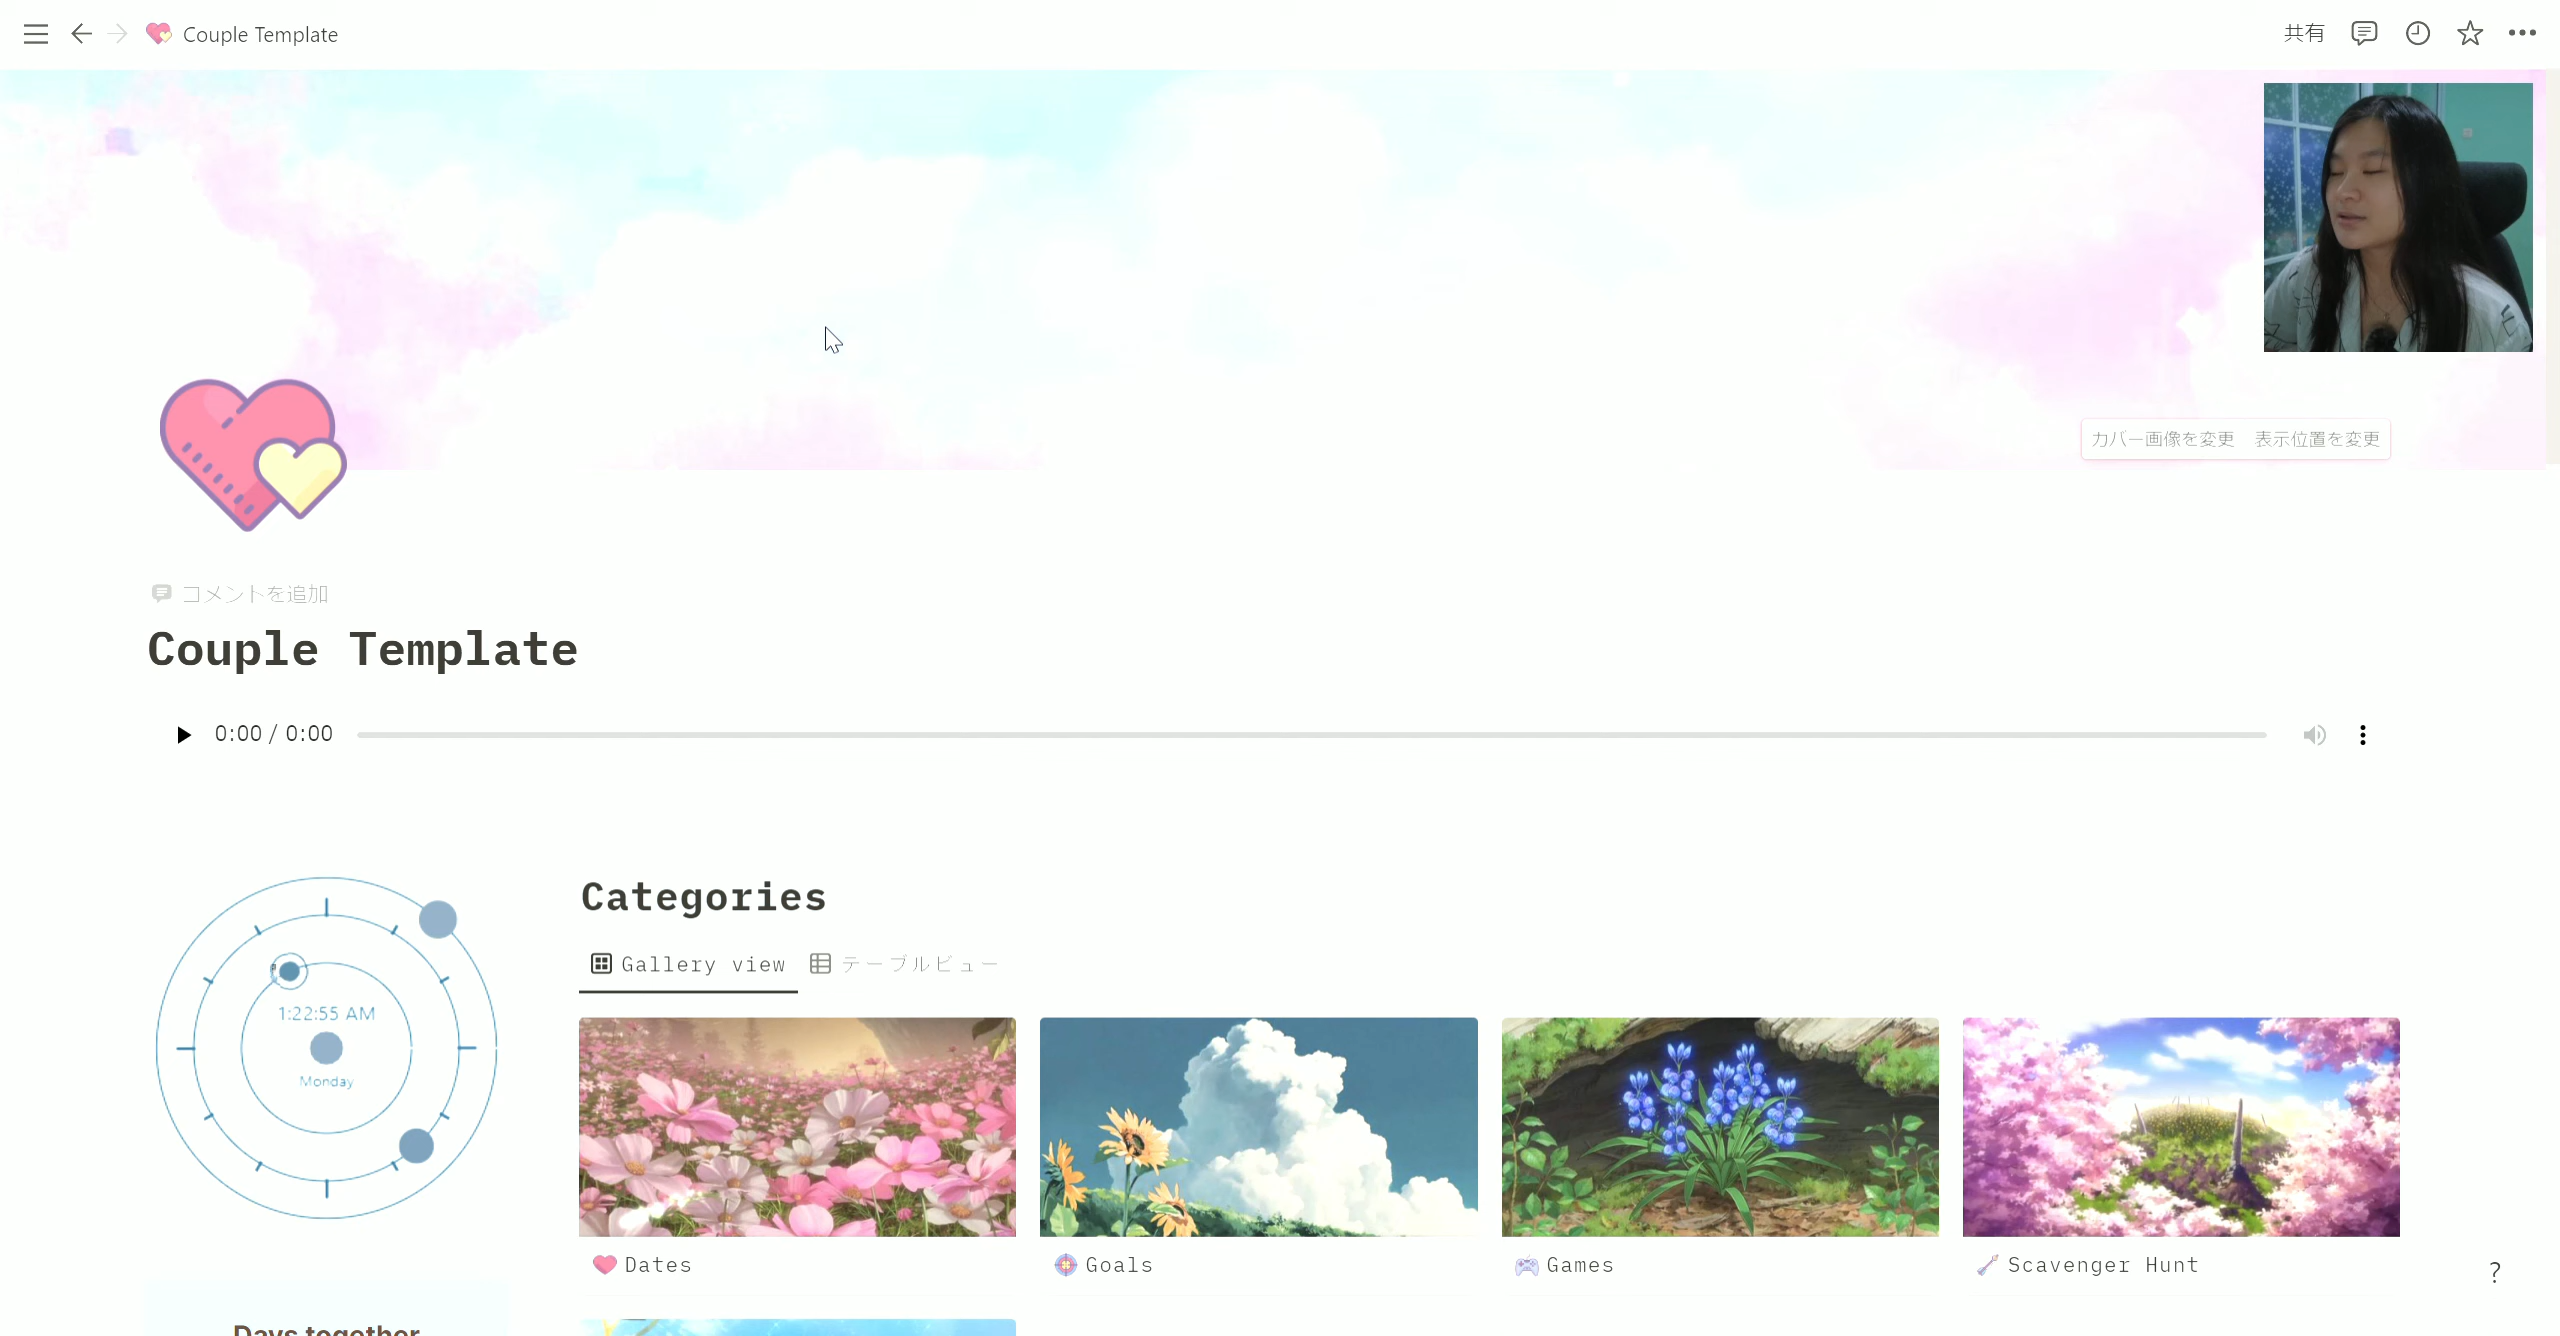 Couple Template
共有
カバー画像を変更 表示位置を変更
コメントを追加
Couple Template
0:00 / 0:00
1:22:55 AM
Monday
Categories
Gallery view テーブルビュー
Dates
Goals
Games
Scavenger Hunt
?
Days together